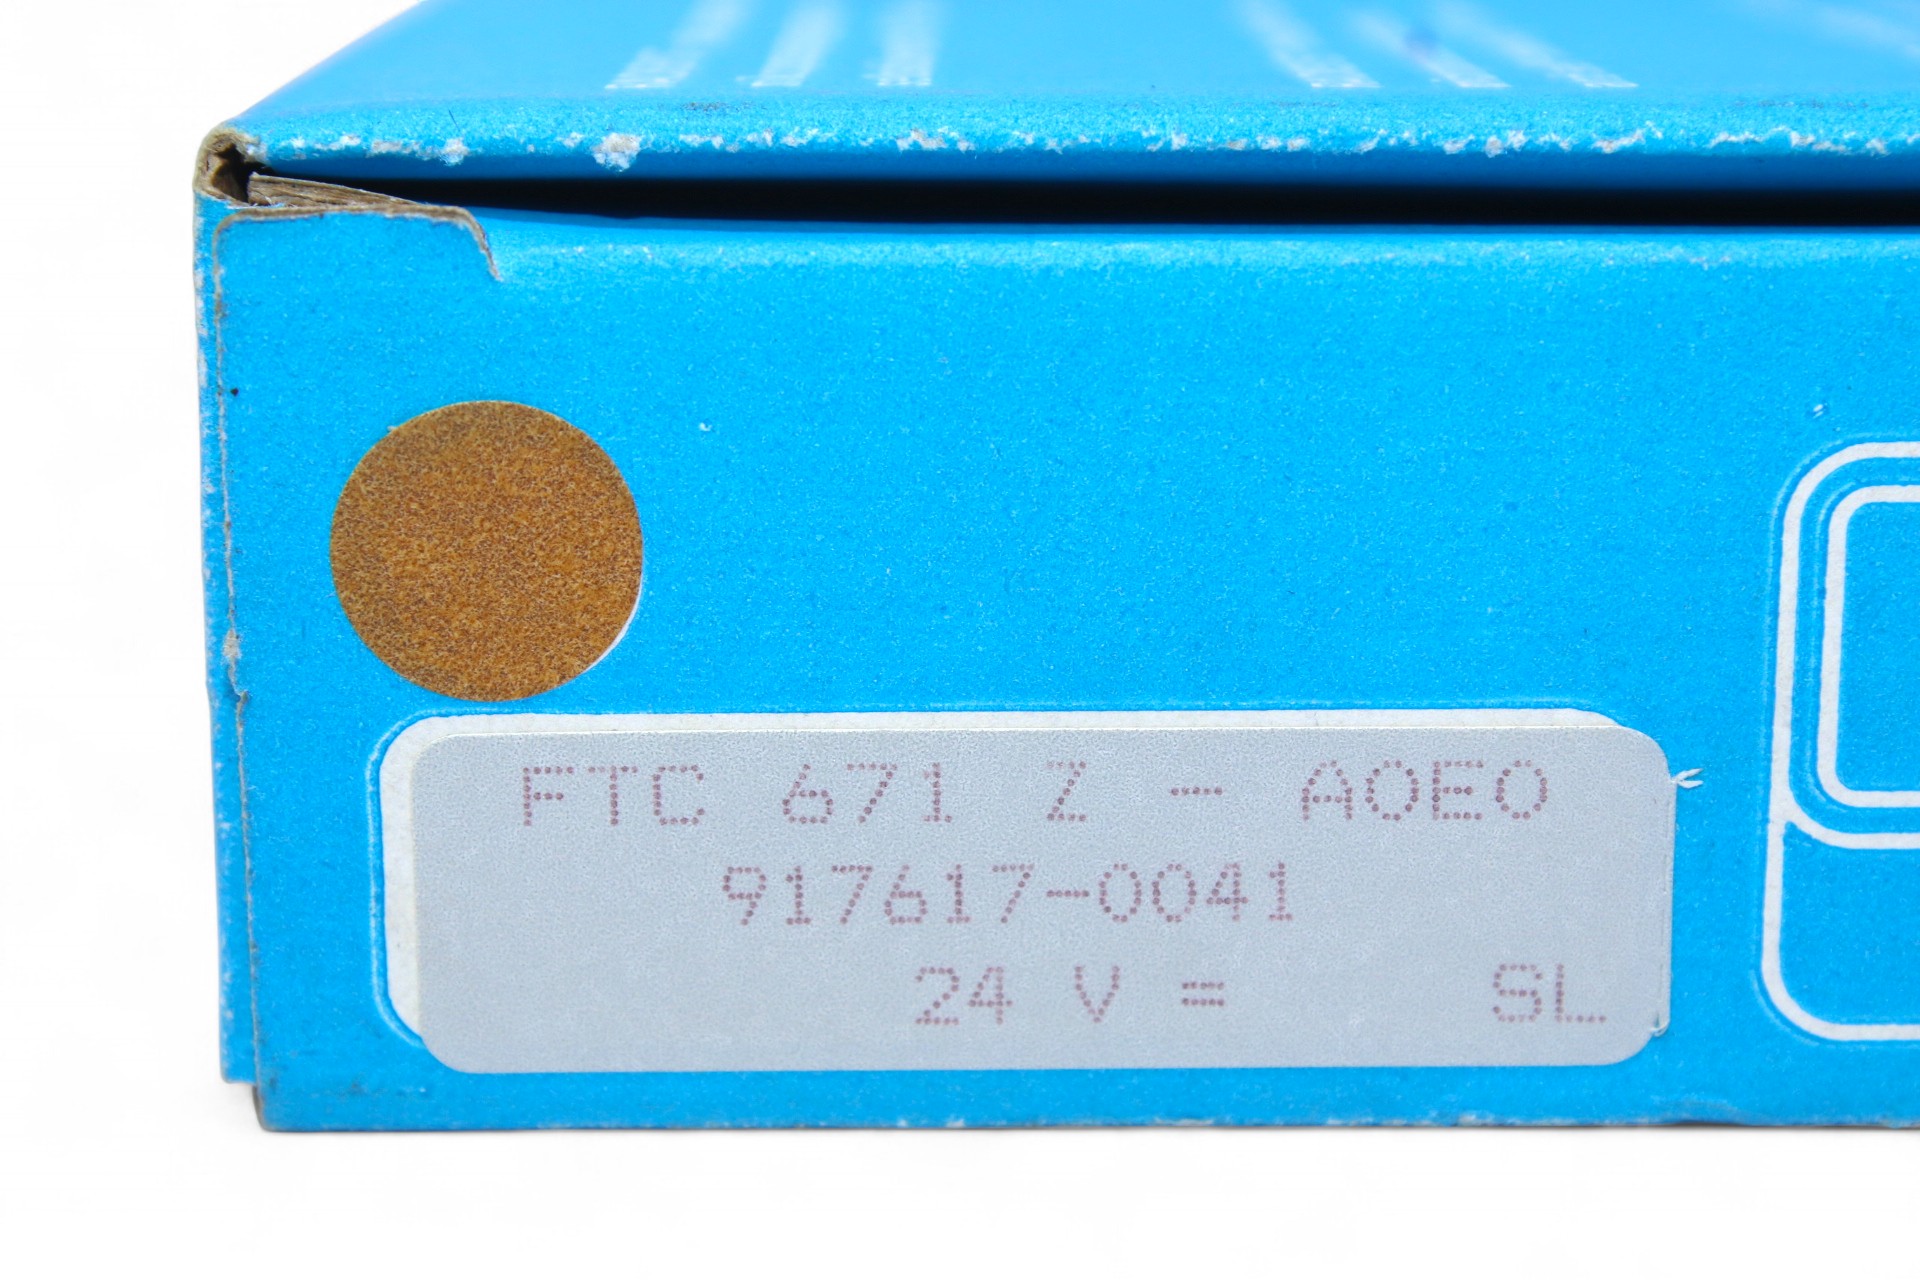 FTC 671 Z - A0E0
917617-0041
24 V = SL